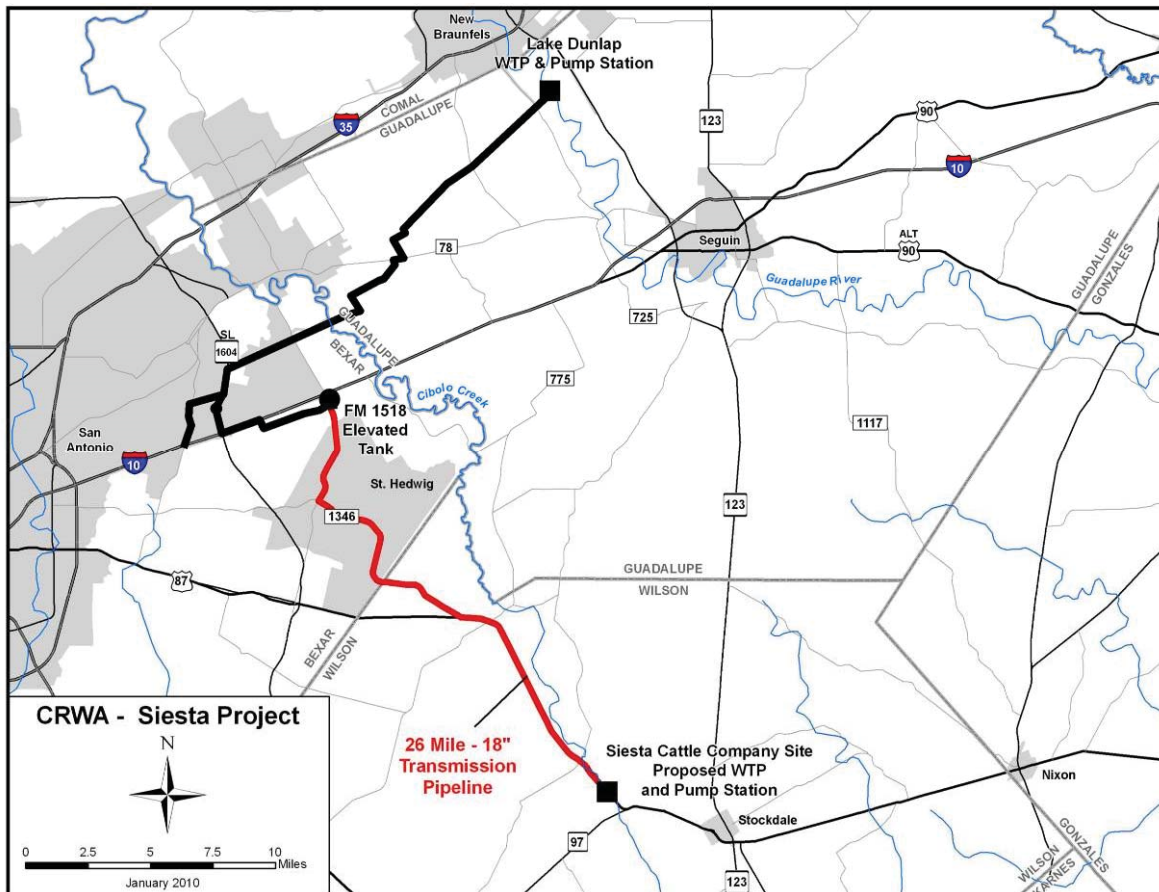 New
Braunfels
Lake Dunlap
WTP & Pump Station
COMAL
GUADALUPE
35
123
90
10
78
Seguin
ALT
90
GUADALUPE
GONZALES
Guadalupe River
725
SL
1604
GUADALUPE
BEXAR
775
Cibolo Creek
FM 1518
Elevated
Tank
San
Antonio
10
1117
St. Hedwig
1346
123
87
GUADALUPE
WILSON
BEXAR
WILSON
CRWA - Siesta Project
N
0 2.5 5 7.5 10
Miles
January 2010
26 Mile - 18"
Transmission
Pipeline
Siesta Cattle Company Site
Proposed WTP
and Pump Station
Nixon
Stockdale
97
123
GONZALES
WILSON